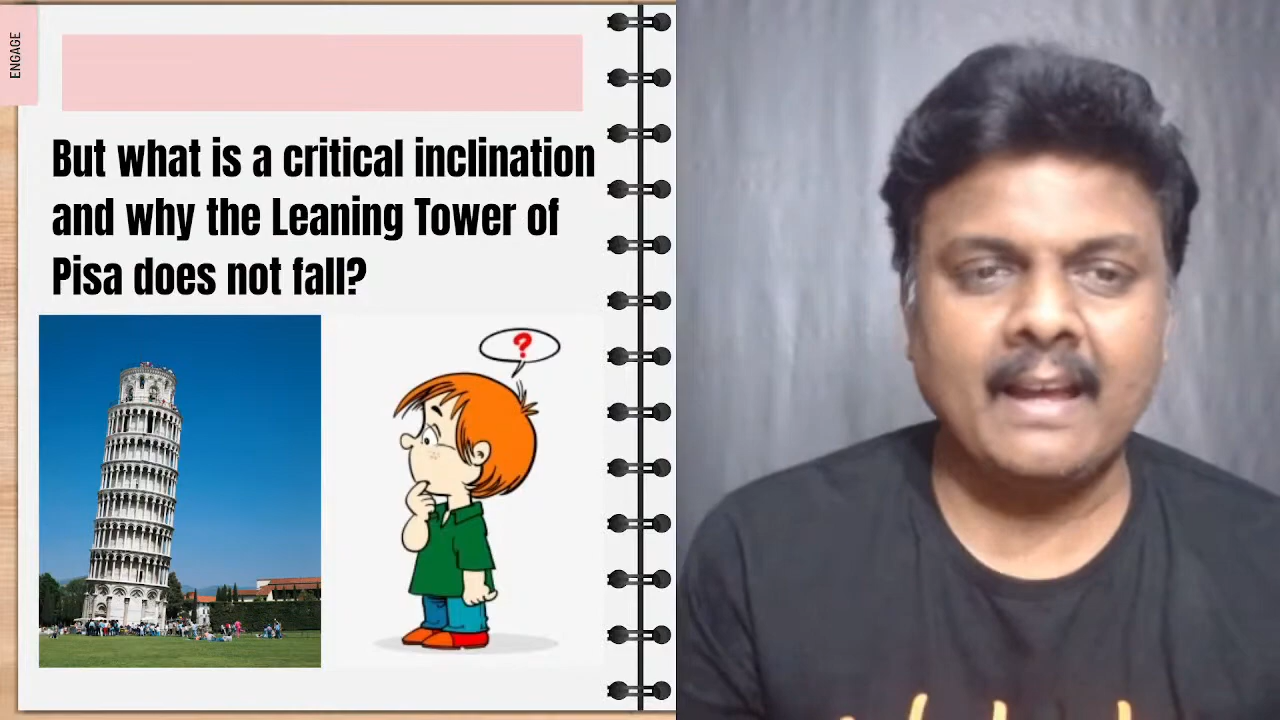 ENGAGE
But what is a critical inclination
and why the Leaning Tower of
Pisa does not fall?
?